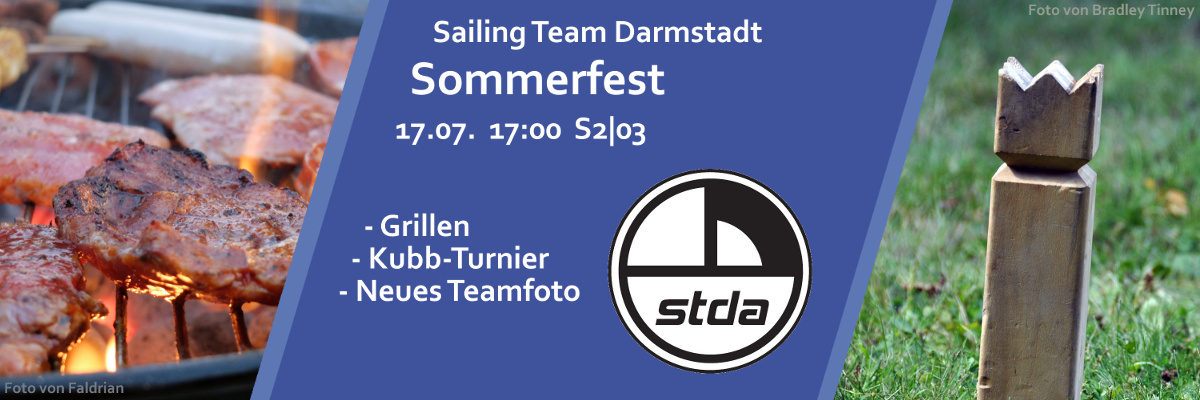 Foto von Bradley Tinney
Sailing Team Darmstadt
Sommerfest
17.07. 17:00 S2|03
- Grillen
- Kubb-Turnier
- Neues Teamfoto
stda
Foto von Faldrian